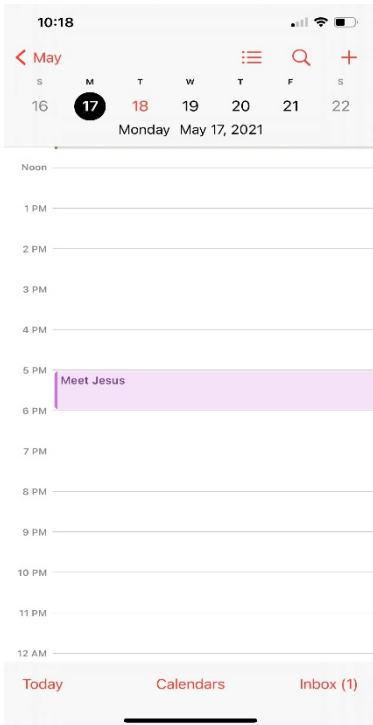 10:18
May
S M T W T F S
16 17 18 19 20 21 22
Monday May 17, 2021
Noon
1 PM
2 PM
3 PM
4 PM
5 PM
Meet Jesus
6 PM
7 PM
8 PM
9 PM
10 PM
11 PM
12 AM
Today Calendars Inbox (1)